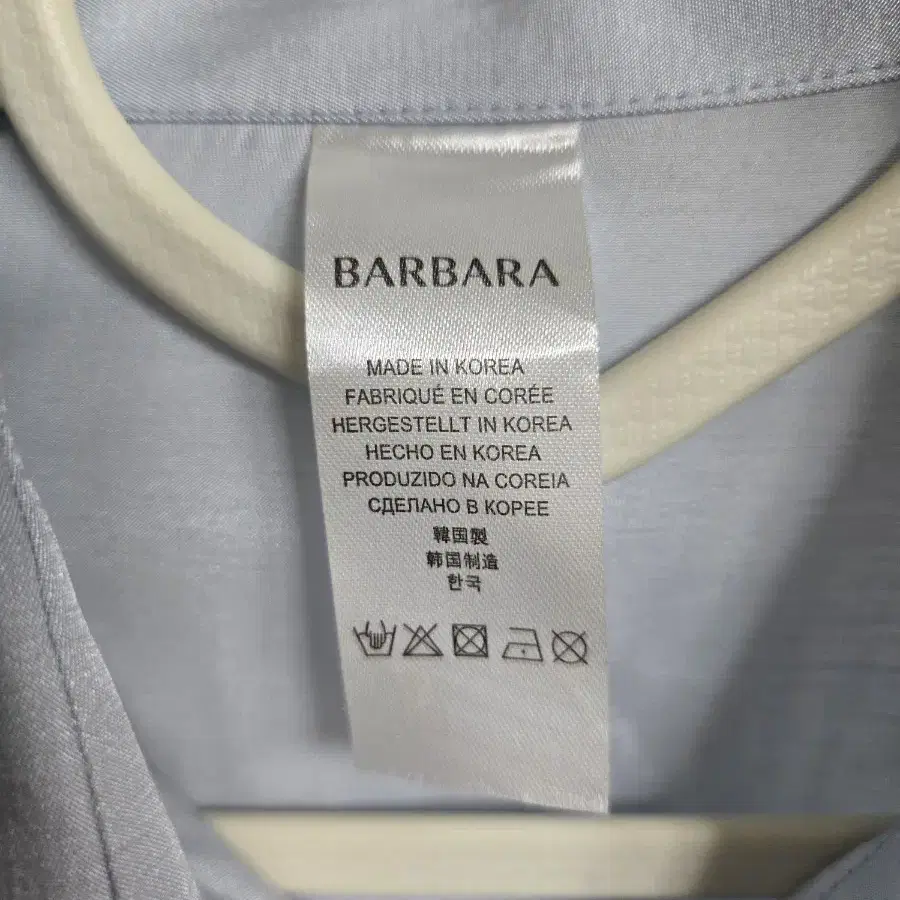 BARBARA
MADE IN KOREA
FABRIQUÉ EN CORÉE
HERGESTELLT IN KOREA
HECHO EN KOREA
PRODUZIDO NA COREIA
СДЕЛАНО В КОРЕЕ
韓国製
韩国制造
한국